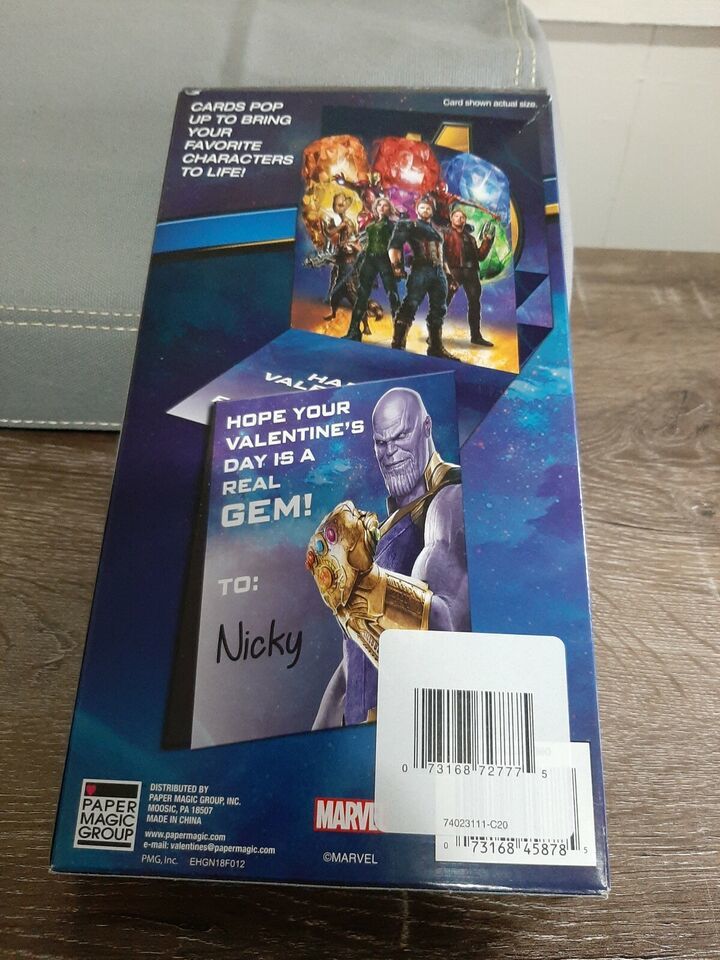 CARDS POP
UP TO BRING
YOUR
FAVORITE
CHARACTERS
TO LIFE!
Card shown actual size.
HOPE YOUR
VALENTINE'S
DAY IS A
REAL
GEM!
TO:
Nicky
PAPER
MAGIC
GROUP
DISTRIBUTED BY
PAPER MAGIC GROUP, INC.
MOOSIC, PA 18507
MADE IN CHINA
www.papermagic.com
e-mail: valentines@papermagic.com
PMG, Inc. EHGN18F012
©MARVEL
0 73168 72777 5
74023111-C20
0 73168 45878 5